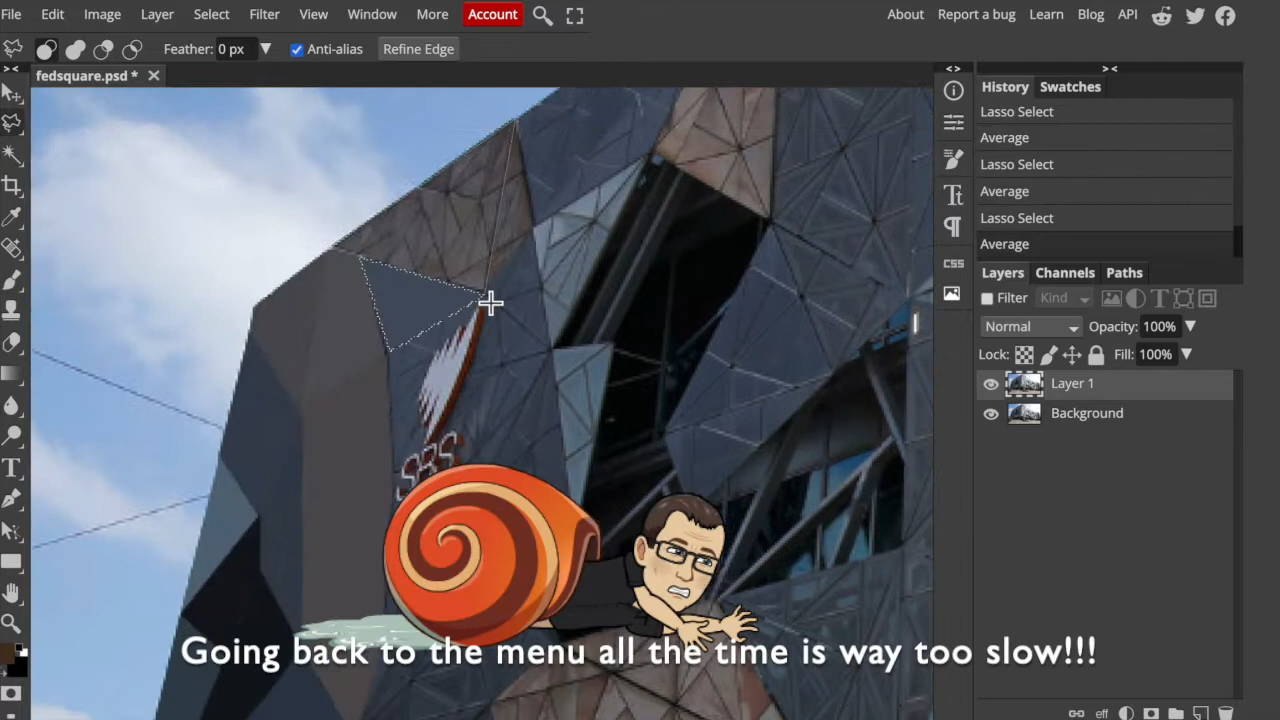 File Edit Image Layer Select Filter View Window More Account About Report a bug Learn Blog API
Feather: 0 px Anti-alias Refine Edge
fedsquare.psd * 
History Swatches
Lasso Select
Average
Lasso Select
Average
Lasso Select
Average
Layers Channels Paths
Filter Kind
Normal Opacity: 100%
Lock: Fill: 100%
Layer 1
Background
CSS
SBS
Going back to the menu all the time is way too slow!!!
eff